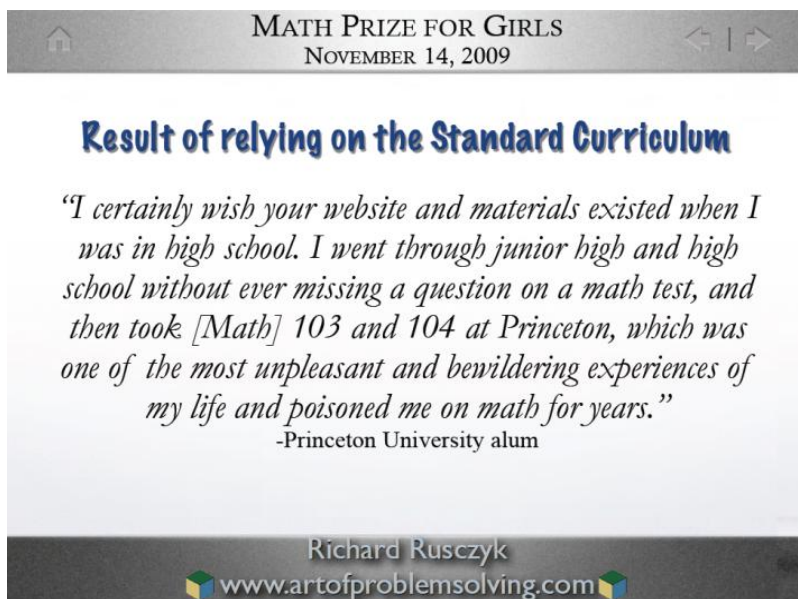 MATH PRIZE FOR GIRLS
NOVEMBER 14, 2009
Result of relying on the Standard Curriculum
“I certainly wish your website and materials existed when I
was in high school. I went through junior high and high
school without ever missing a question on a math test, and
then took [Math] 103 and 104 at Princeton, which was
one of the most unpleasant and bewildering experiences of
my life and poisoned me on math for years.”
-Princeton University alum
Richard Rusczyk
www.artofproblemsolving.com